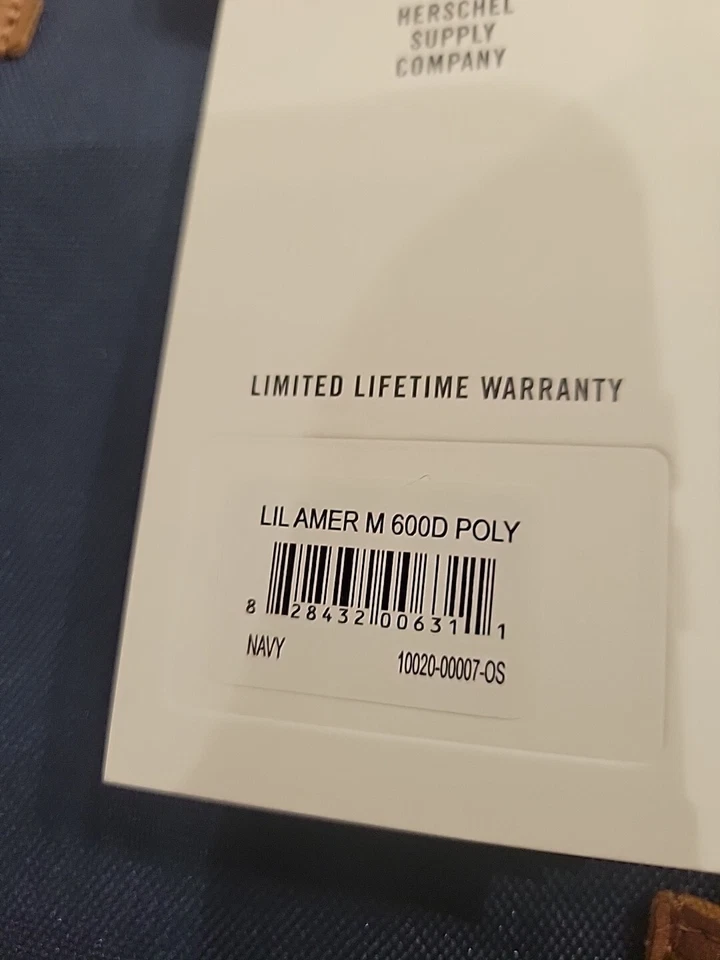 HERSCHEL
SUPPLY
COMPANY
LIMITED LIFETIME WARRANTY
LIL AMER M 600D POLY
8 28432 00631 1
NAVY 10020-00007-OS